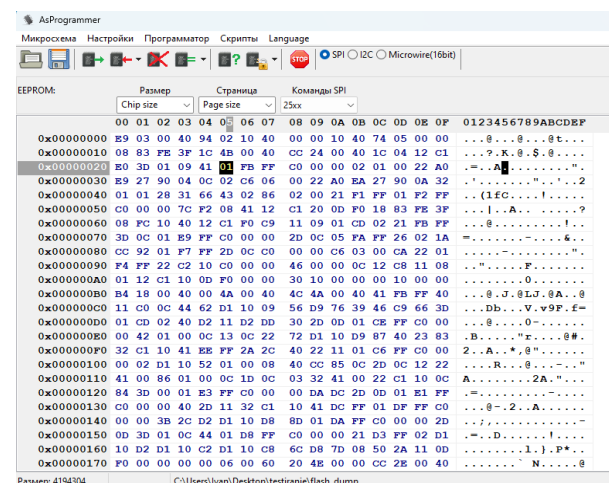 AsProgrammer
Микросхема Настройки Программатор Скрипты Language
STOP SPI I2C Microwire(16bit)
EEPROM: Размер Страница Команды SPI
Chip size Page size 25xx
00 01 02 03 04 05 06 07 08 09 0A 0B 0C 0D 0E 0F 0123456789ABCDEF
0x00000000 E9 03 00 40 94 02 10 40 00 00 10 40 74 05 00 00 ...@...@...@t...
0x00000010 08 83 FE 3F 1C 4B 00 40 CC 24 00 40 1C 04 12 C1 ...?.K.@.$.@....
0x00000020 E0 3D 01 09 41 01 FB FF C0 00 00 02 01 00 22 A0 .=..A.........".
0x00000030 E9 27 90 04 0C 02 C6 06 00 22 A0 EA 27 90 0A 32 .'......."..'..2
0x00000040 01 01 28 31 66 43 02 86 02 00 21 F1 FF 01 F2 FF ..(1fC....!.....
0x00000050 C0 00 00 7C F2 08 41 12 C1 20 0D F0 18 83 FE 3F ...|..A.. .....?
0x00000060 08 FC 10 40 12 C1 F0 C9 11 09 01 CD 02 21 FB FF ...@.........!..
0x00000070 3D 0C 01 E9 FF C0 00 00 2D 0C 05 FA FF 26 02 1A =.......-....&..
0x00000080 CC 92 01 F7 FF 2D 0C C0 00 00 C6 03 00 CA 22 01 .....-........".
0x00000090 F4 FF 22 C2 10 C0 00 00 46 00 00 0C 12 C8 11 08 ..".....F.......
0x000000A0 01 12 C1 10 0D F0 00 00 30 10 00 00 00 10 00 00 ........0.......
0x000000B0 B4 18 00 40 00 4A 00 40 4C 4A 00 40 41 FB FF 40 ...@.J.@LJ.@A..@
0x000000C0 11 C0 0C 44 62 D1 10 09 56 D9 76 39 46 C9 66 3D ...Db...V.v9F.f=
0x000000D0 01 CD 02 40 D2 11 D2 DD 30 2D 0D 01 CE FF C0 00 ...@....0-......
0x000000E0 00 42 01 00 0C 13 0C 22 72 D1 10 D9 87 40 23 83 .B....."r....@#.
0x000000F0 32 C1 10 41 EE FF 2A 2C 40 22 11 01 C6 FF C0 00 2..A..*,@"......
0x00000100 00 02 D1 10 52 01 00 08 40 CC 85 0C 2D 0C 12 22 ....R...@...-.."
0x00000110 41 00 86 01 00 0C 1D 0C 03 32 41 00 22 C1 10 0C A........2A."...
0x00000120 84 3D 00 01 E3 FF C0 00 00 DA DC 2D 0D 01 E1 FF .=.........-....
0x00000130 C0 00 00 40 2D 11 32 C1 10 41 DC FF 01 DF FF C0 ...@-.2..A......
0x00000140 00 00 3B 2C D2 D1 10 D8 8D 01 DA FF C0 00 00 2D ..;,...........-
0x00000150 0D 3D 01 0C 44 01 D8 FF C0 00 00 21 D3 FF 02 D1 .=..D......!....
0x00000160 10 D2 D1 10 C2 D1 10 C8 6C D8 7D 08 50 2A 11 0D ........l.}.P*..
0x00000170 F0 00 00 00 00 06 00 60 20 4E 00 00 CC 2E 00 40 .......` N.....@
Размер: 4194304 C:\Users\Ivan\Desktop\testiranje\flash_dump